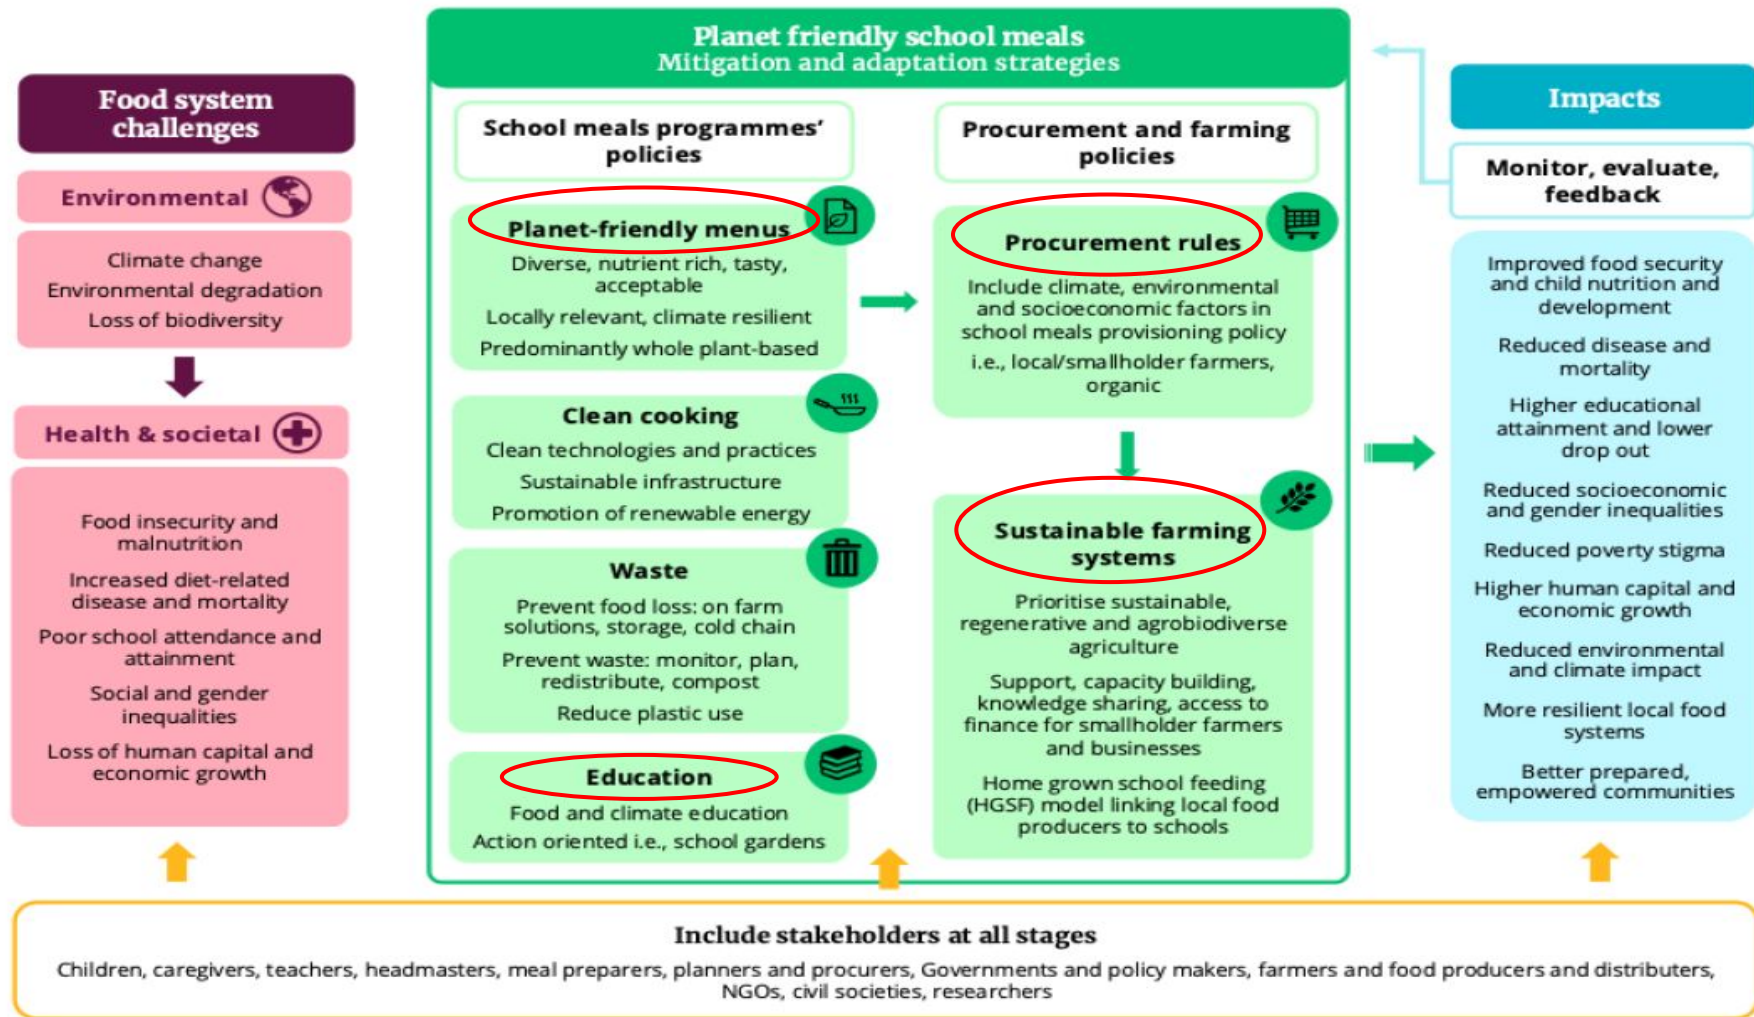 Planet friendly school meals
Mitigation and adaptation strategies
Food system
challenges
Environmental
Climate change
Environmental degradation
Loss of biodiversity
Health & societal
Food insecurity and
malnutrition
Increased diet-related
disease and mortality
Poor school attendance and
attainment
Social and gender
inequalities
Loss of human capital and
economic growth
School meals programmes’
policies
Planet-friendly menus
Diverse, nutrient rich, tasty,
acceptable
Locally relevant, climate resilient
Predominantly whole plant-based
Clean cooking
Clean technologies and practices
Sustainable infrastructure
Promotion of renewable energy
Waste
Prevent food loss: on farm
solutions, storage, cold chain
Prevent waste: monitor, plan,
redistribute, compost
Reduce plastic use
Education
Food and climate education
Action oriented i.e., school gardens
Procurement and farming
policies
Procurement rules
Include climate, environmental
and socioeconomic factors in
school meals provisioning policy
i.e., local/smallholder farmers,
organic
Sustainable farming
systems
Prioritise sustainable,
regenerative and agrobiodiverse
agriculture
Support, capacity building,
knowledge sharing, access to
finance for smallholder farmers
and businesses
Home grown school feeding
(HGSF) model linking local food
producers to schools
Impacts
Monitor, evaluate,
feedback
Improved food security
and child nutrition and
development
Reduced disease and
mortality
Higher educational
attainment and lower
drop out
Reduced socioeconomic
and gender inequalities
Reduced poverty stigma
Higher human capital and
economic growth
Reduced environmental
and climate impact
More resilient local food
systems
Better prepared,
empowered communities
Include stakeholders at all stages
Children, caregivers, teachers, headmasters, meal preparers, planners and procurers, Governments and policy makers, farmers and food producers and distributers,
NGOs, civil societies, researchers